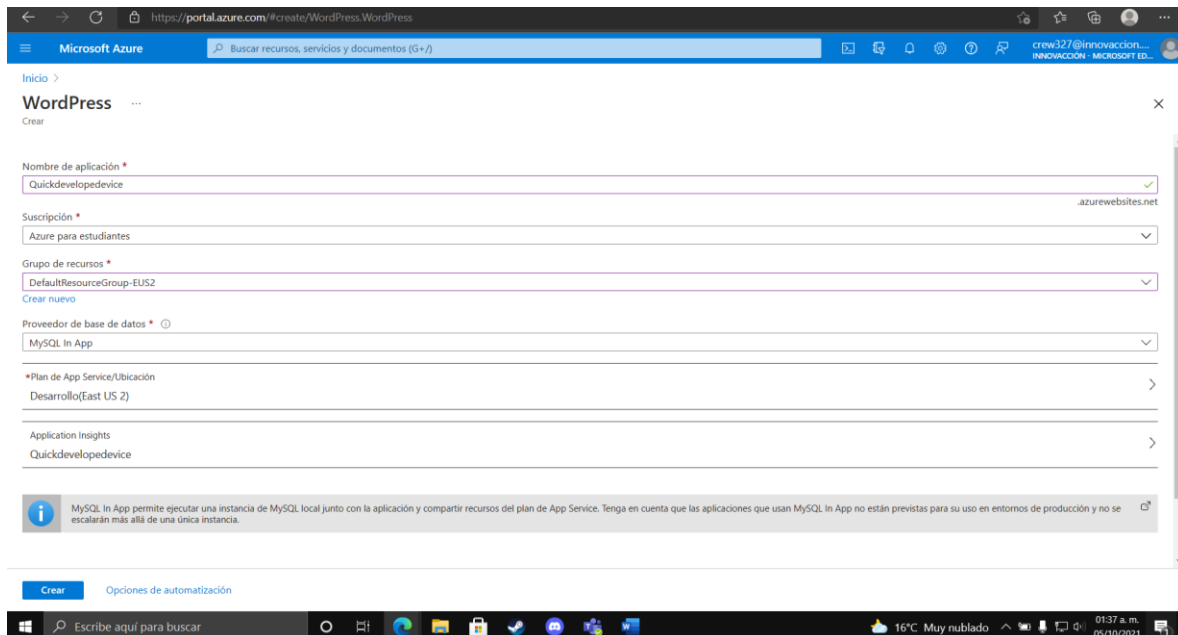 https://portal.azure.com/#create/WordPress.WordPress
Microsoft Azure
Buscar recursos, servicios y documentos (G+/)
crew327@innovaccion....
INNOVACCIÓN - MICROSOFT ED...
Inicio >
WordPress ...
Crear
Nombre de aplicación *
Quickdevelopedevice
.azurewebsites.net
Suscripción *
Azure para estudiantes
Grupo de recursos *
DefaultResourceGroup-EUS2
Crear nuevo
Proveedor de base de datos *
MySQL In App
*Plan de App Service/Ubicación
Desarrollo(East US 2)
Application Insights
Quickdevelopedevice
MySQL In App permite ejecutar una instancia de MySQL local junto con la aplicación y compartir recursos del plan de App Service. Tenga en cuenta que las aplicaciones que usan MySQL In App no están previstas para su uso en entornos de producción y no se
escalarán más allá de una única instancia.
Crear
Opciones de automatización
Escribe aquí para buscar
16°C Muy nublado
01:37 a. m.
05/10/2021